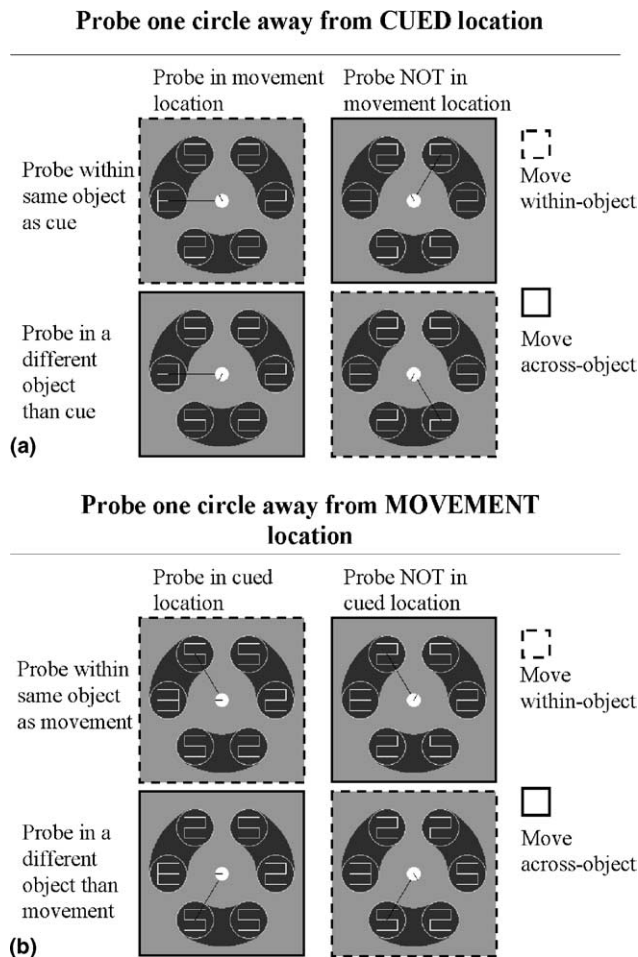 Probe one circle away from CUED location
Probe in movement
location
Probe NOT in
movement location
Probe within
same object
as cue
Move
within-object
Probe in a
different
object
than cue
Move
across-object
(a)
Probe one circle away from MOVEMENT
location
Probe in cued
location
Probe NOT in
cued location
Probe within
same object
as movement
Move
within-object
Probe in a
different
object than
movement
Move
across-object
(b)